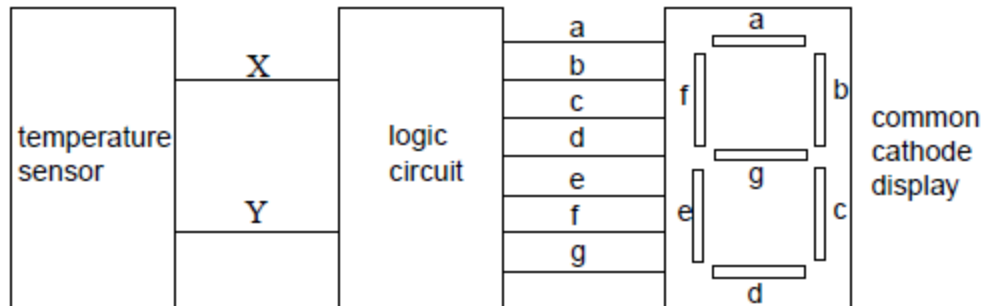 temperature
sensor
X
Y
logic
circuit
a
b
c
d
e
f
g
a
f
b
g
e
c
d
common
cathode
display